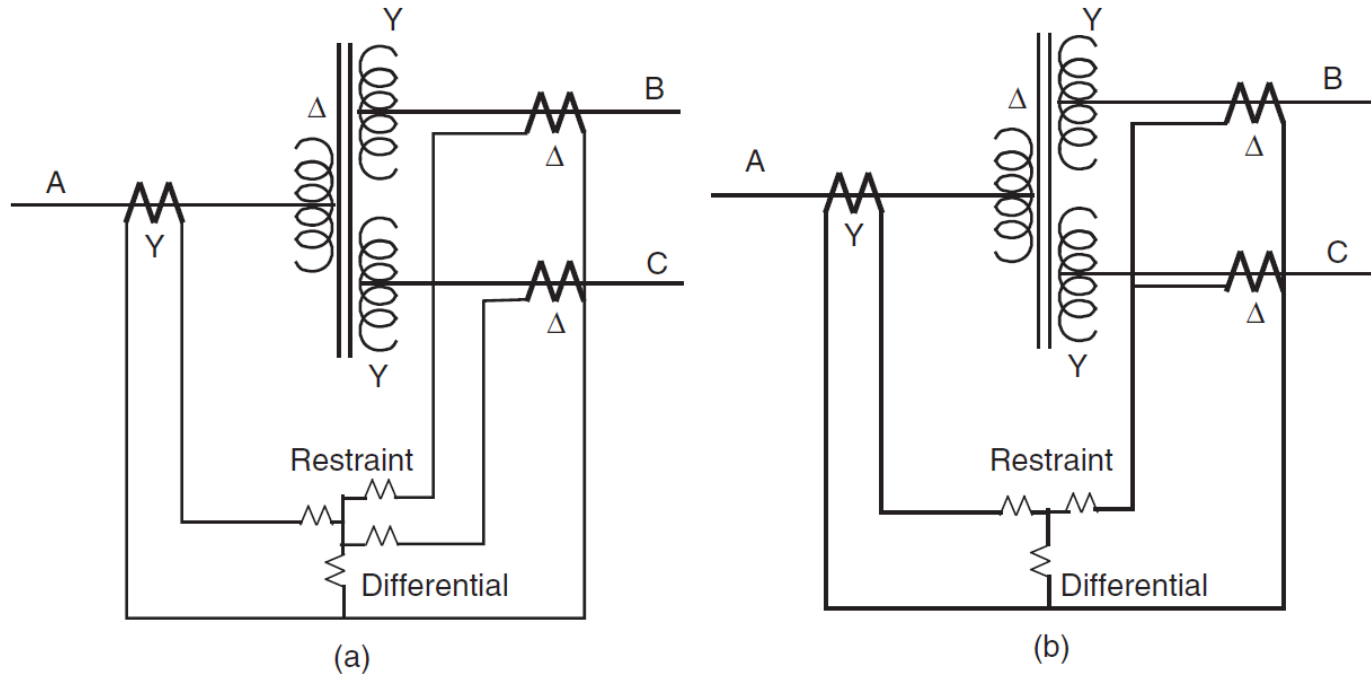 Y
Δ
B
Δ
A
Y
C
Δ
Y
Restraint
Differential
(a)
Y
Δ
B
Δ
A
Y
C
Δ
Y
Restraint
Differential
(b)